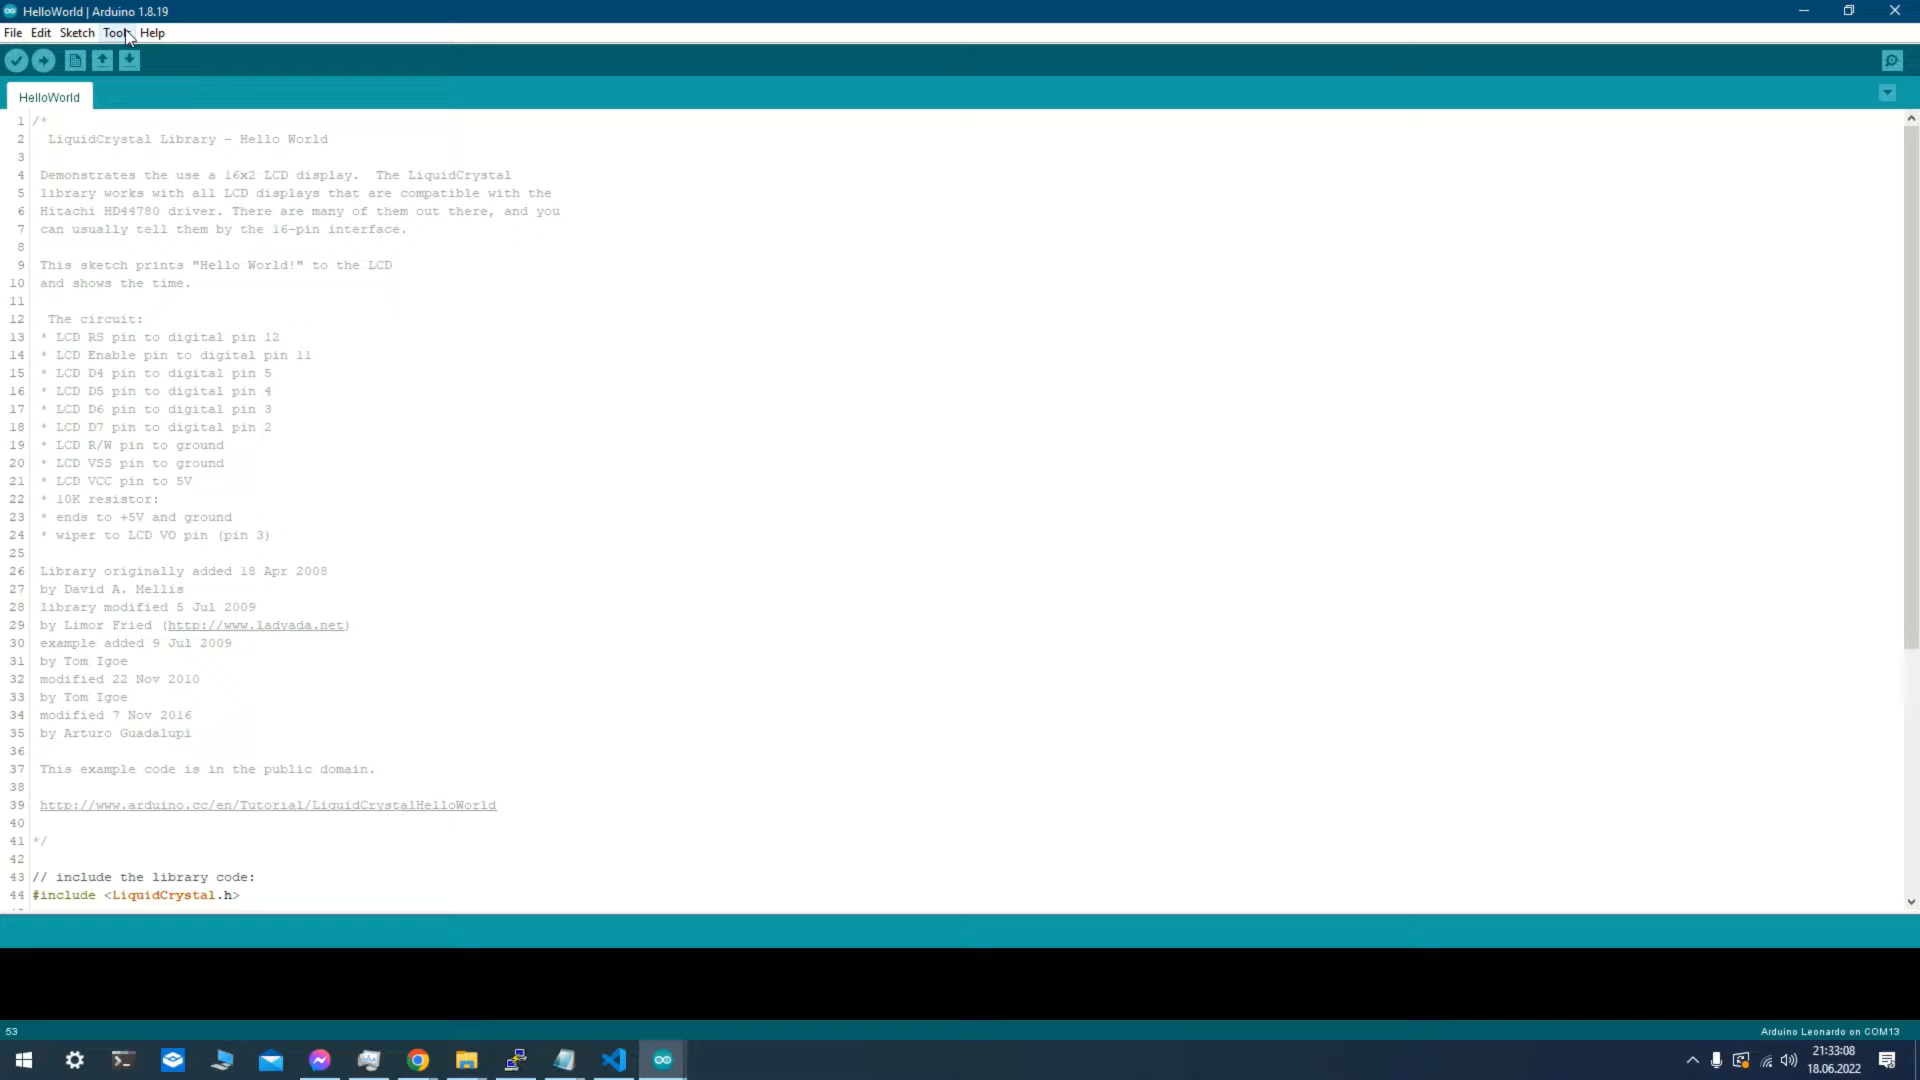 HelloWorld | Arduino 1.8.19
File Edit Sketch Tools Help
HelloWorld
1 /*
2 LiquidCrystal Library - Hello World
3
4 Demonstrates the use a 16x2 LCD display.  The LiquidCrystal
5 library works with all LCD displays that are compatible with the
6 Hitachi HD44780 driver. There are many of them out there, and you
7 can usually tell them by the 16-pin interface.
8
9 This sketch prints "Hello World!" to the LCD
10 and shows the time.
11
12 The circuit:
13 * LCD RS pin to digital pin 12
14 * LCD Enable pin to digital pin 11
15 * LCD D4 pin to digital pin 5
16 * LCD D5 pin to digital pin 4
17 * LCD D6 pin to digital pin 3
18 * LCD D7 pin to digital pin 2
19 * LCD R/W pin to ground
20 * LCD VSS pin to ground
21 * LCD VCC pin to 5V
22 * 10K resistor:
23 * ends to +5V and ground
24 * wiper to LCD VO pin (pin 3)
25
26 Library originally added 18 Apr 2008
27 by David A. Mellis
28 library modified 5 Jul 2009
29 by Limor Fried (http://www.ladyada.net)
30 example added 9 Jul 2009
31 by Tom Igoe
32 modified 22 Nov 2010
33 by Tom Igoe
34 modified 7 Nov 2016
35 by Arturo Guadalupi
36
37 This example code is in the public domain.
38
39 http://www.arduino.cc/en/Tutorial/LiquidCrystalHelloWorld
40
41 */
42
43 // include the library code:
44 #include <LiquidCrystal.h>
53
Arduino Leonardo on COM13
21:33:08
18.06.2022